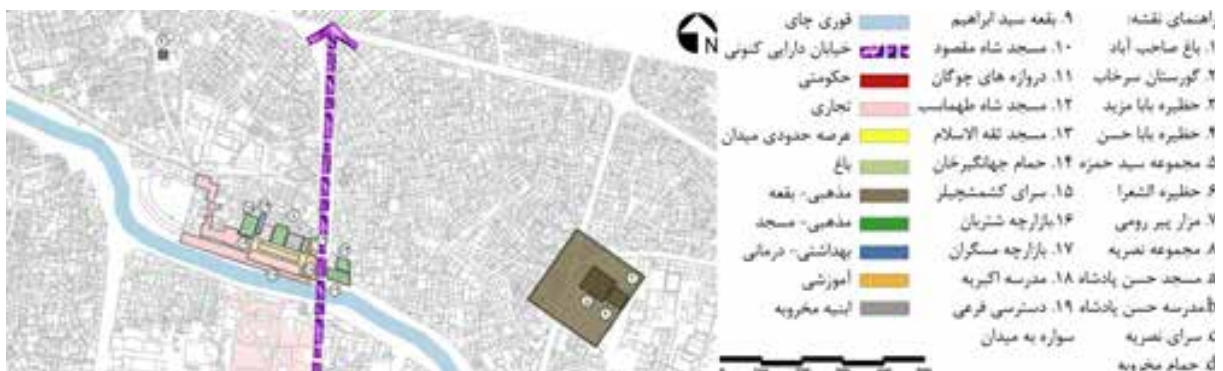 راهنمای نقشه:
۱. باغ صاحب آباد
۲. گورستان سرخاب
۳. حظیره بابا مزید
۴. حظیره بابا حسن
۵. مجموعه سید حمزه
۶. حظیره الشعرا
۷. مزار پیر رومی
۸. مجموعه نصریه
a. مسجد حسن پادشاه
b. مدرسه حسن پادشاه
c. سرای نصریه
d. حمام مخروبه
۹. بقعه سید ابراهیم
۱۰. مسجد شاه مقصود
۱۱. دروازه های چوگان
۱۲. مسجد شاه طهماسب
۱۳. مسجد ثقه الاسلام
۱۴. حمام جهانگیرخان
۱۵. سرای کشمشچیلر
۱۶بازارچه شتربان
۱۷. بازارچه مسگران
۱۸. مدرسه اکبریه
۱۹. دسترسی فرعی
سواره به میدان
قوری چای
خیابان دارایی کنونی
حکومتی
تجاری
عرصه حدودی میدان
باغ
مذهبی- بقعه
مذهبی- مسجد
بهداشتی- درمانی
آموزشی
ابنیه مخروبه
N